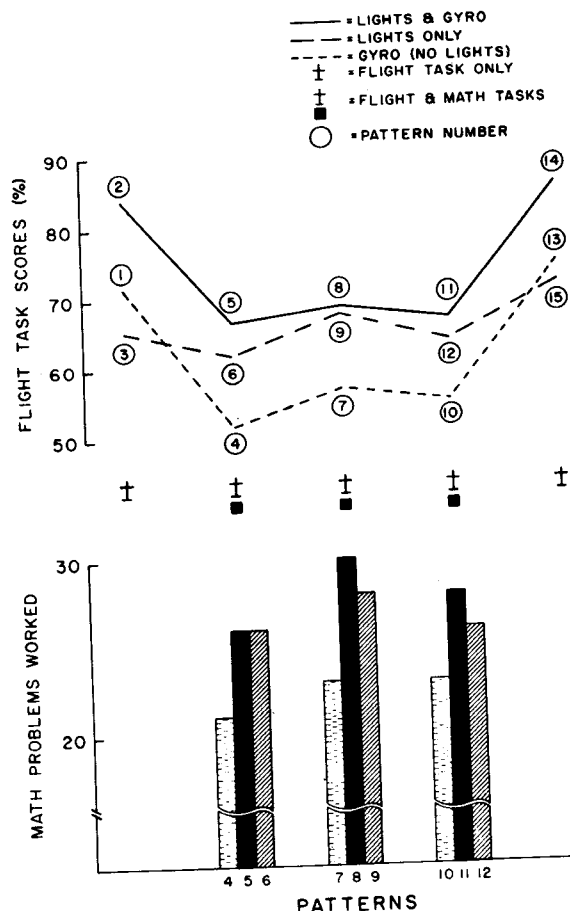 = LIGHTS & GYRO
= LIGHTS ONLY
= GYRO (NO LIGHTS)
= FLIGHT TASK ONLY
= FLIGHT & MATH TASKS
= PATTERN NUMBER
FLIGHT TASK SCORES (%)
90
80
70
60
50
2
14
1
13
5
8
11
15
3
6
9
12
4
7
10
MATH PROBLEMS WORKED
30
20
4 5 6
7 8 9
10 11 12
PATTERNS